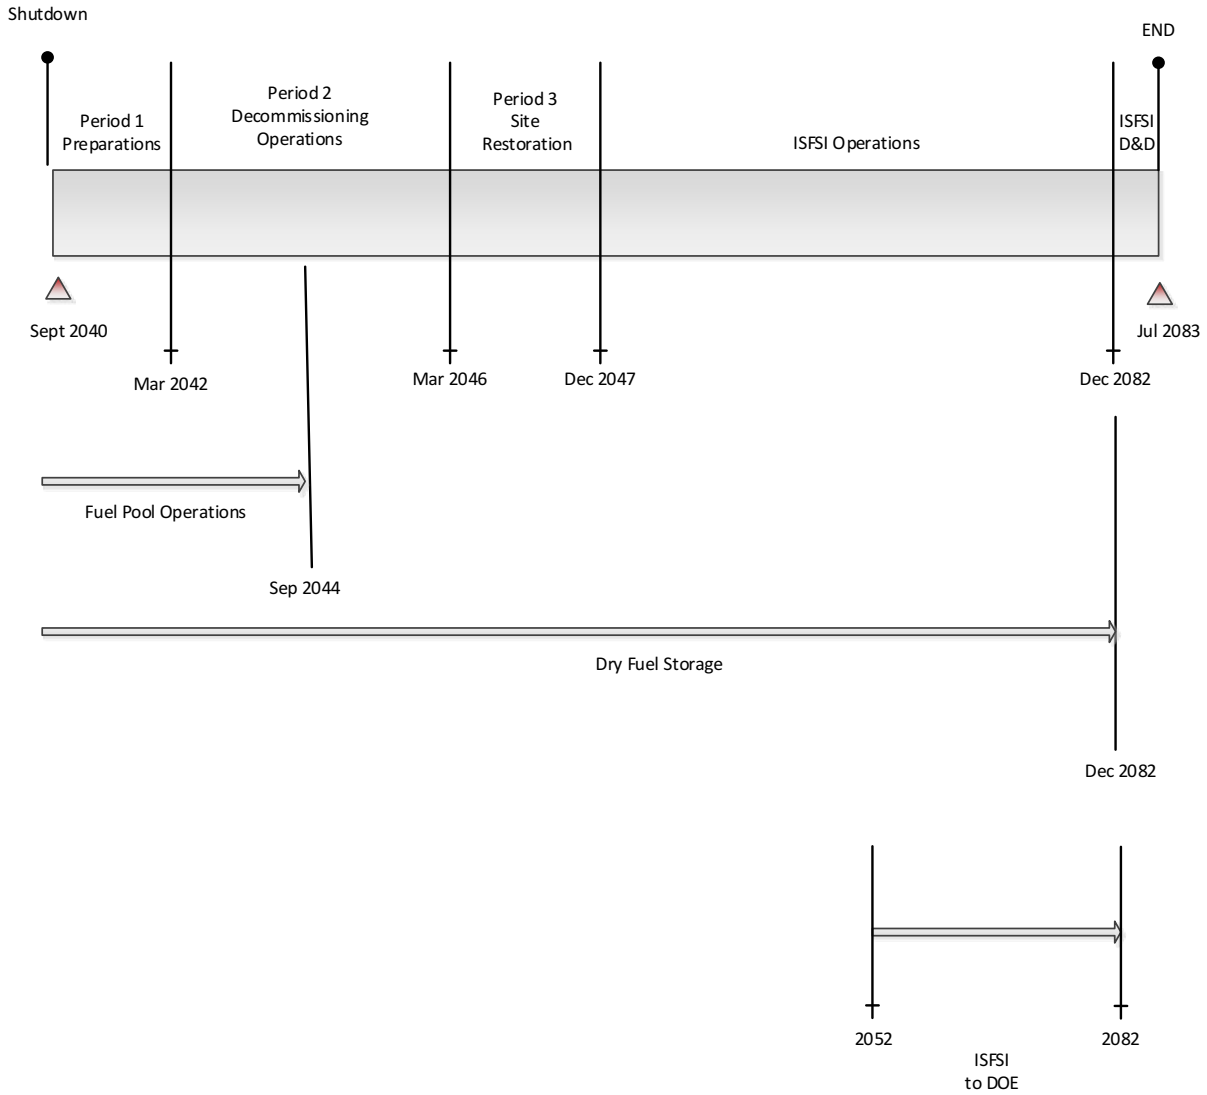 Shutdown
END
Period 1
Preparations
Period 2
Decommissioning
Operations
Period 3
Site
Restoration
ISFSI Operations
ISFSI
D&D
Sept 2040
Jul 2083
Mar 2042
Mar 2046
Dec 2047
Dec 2082
Fuel Pool Operations
Sep 2044
Dry Fuel Storage
Dec 2082
2052
2082
ISFSI
to DOE